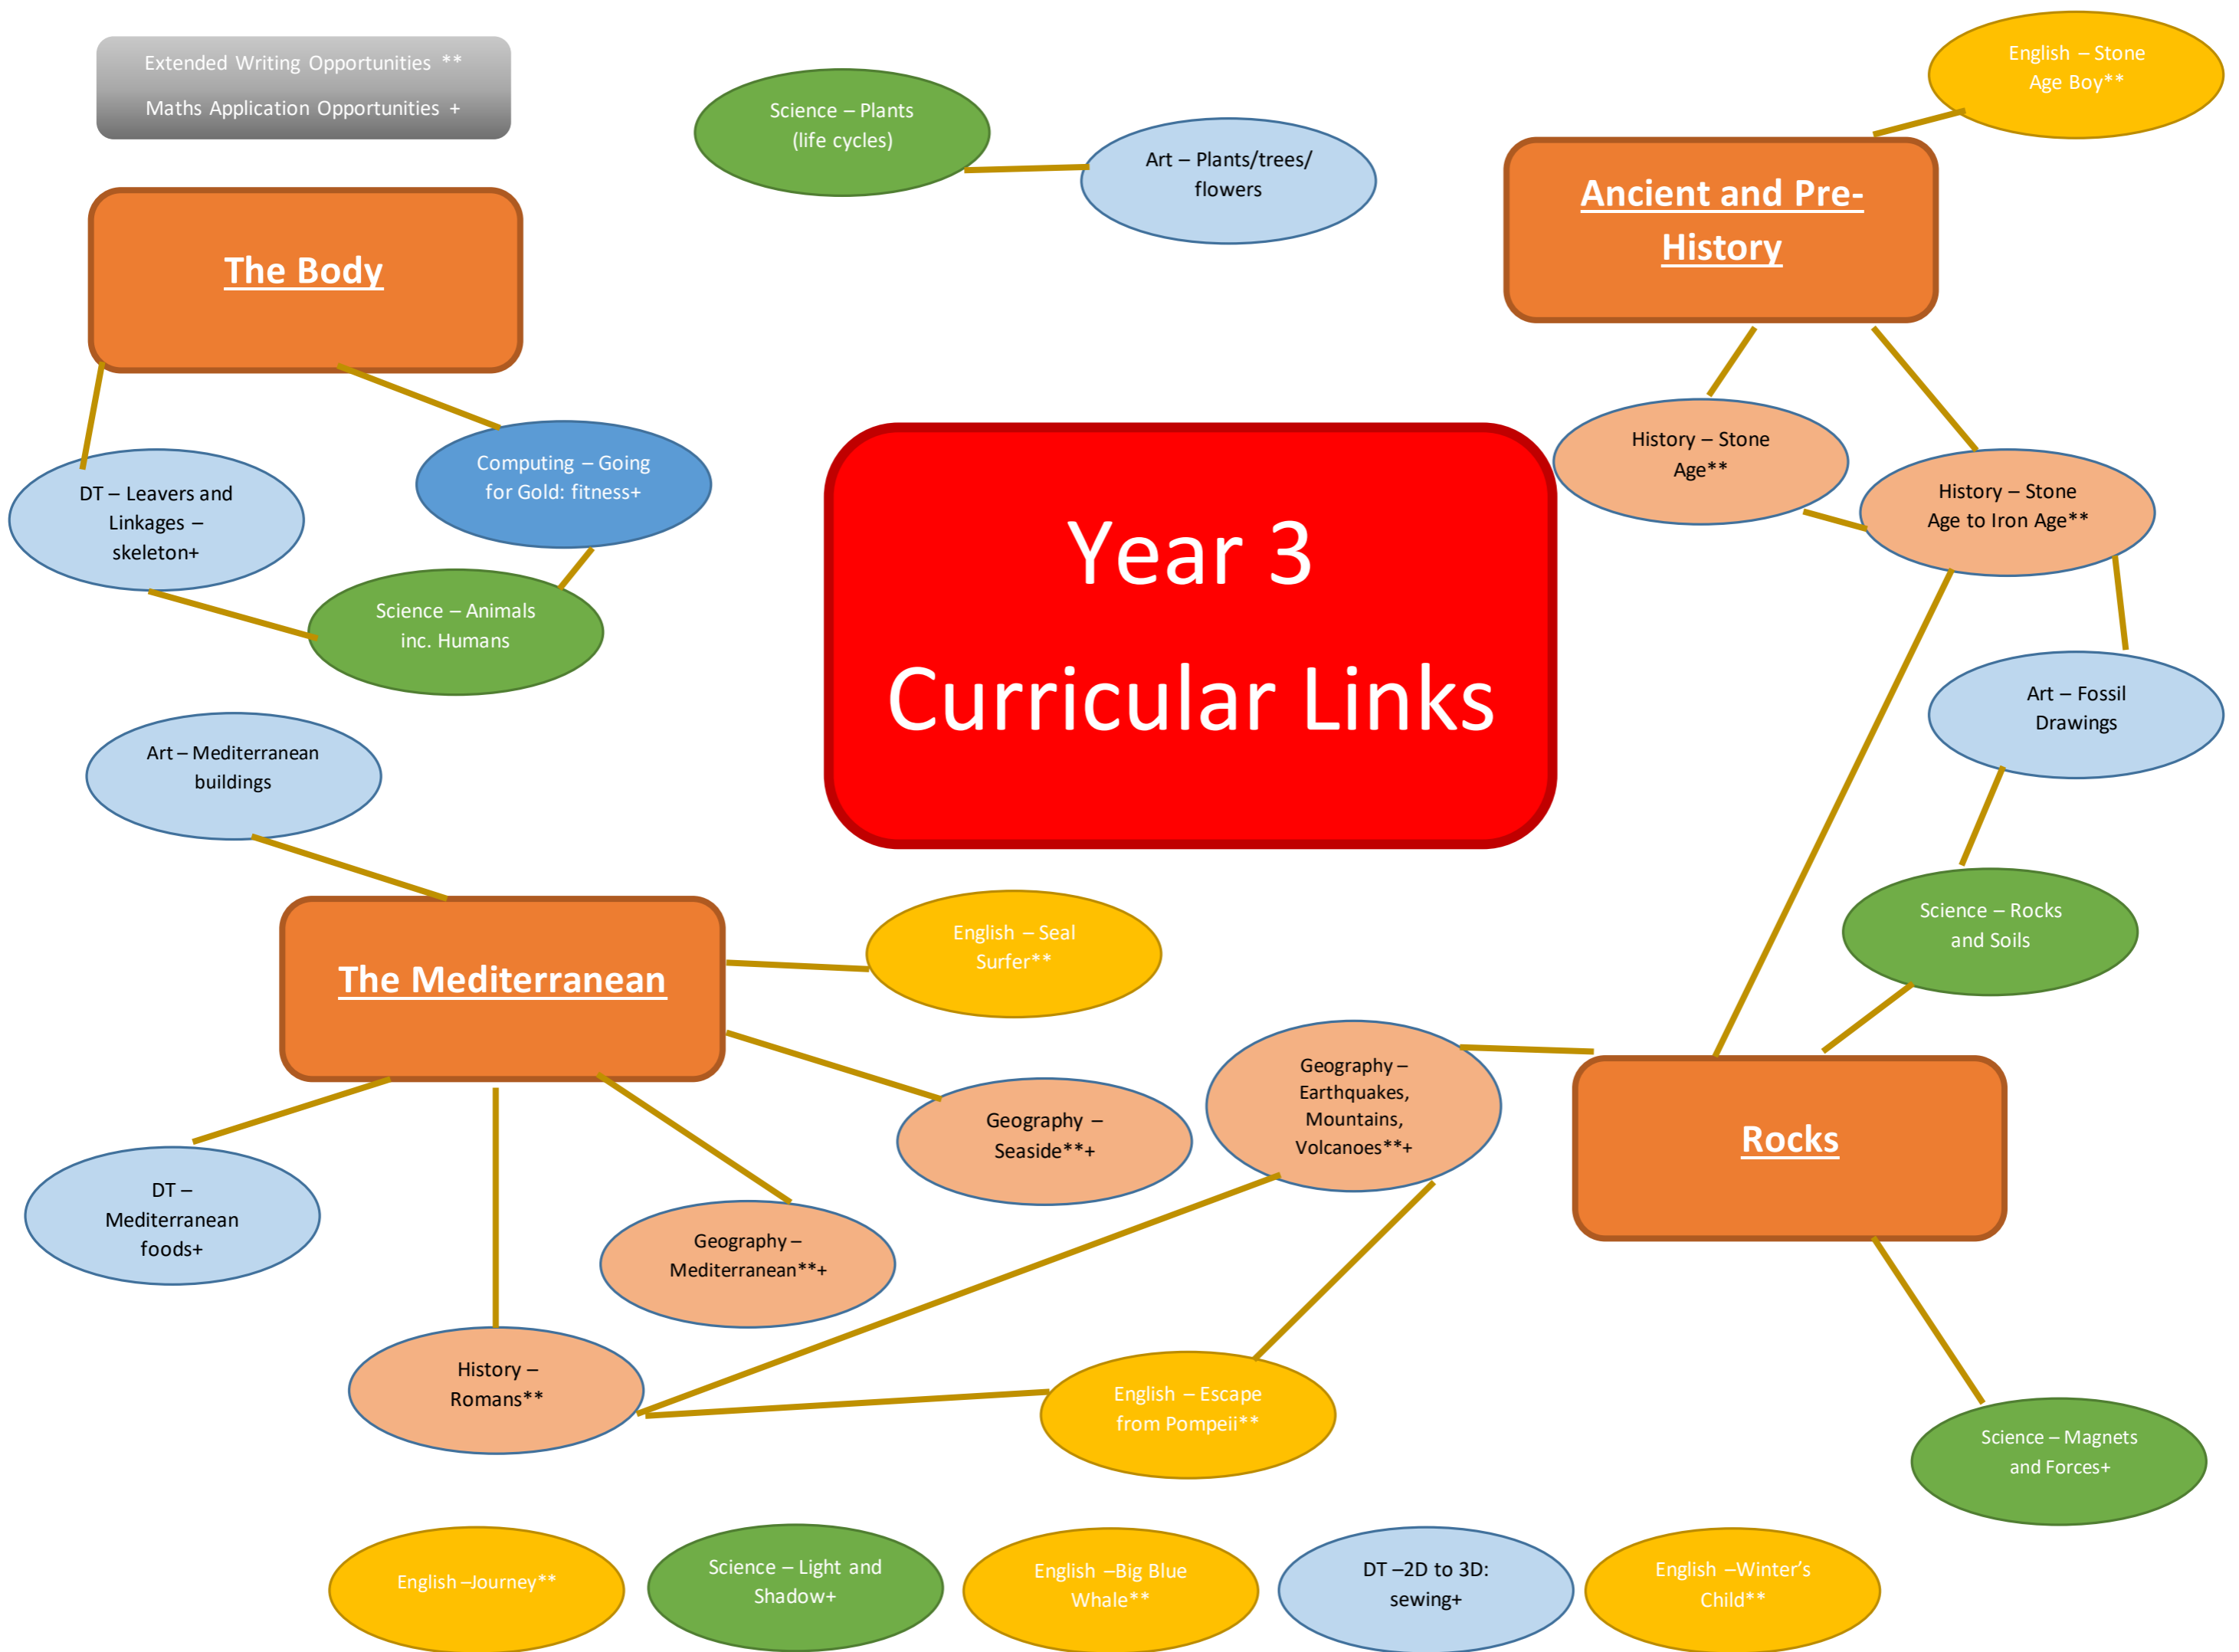 Extended Writing Opportunities **
Maths Application Opportunities +
Science – Plants
(life cycles)
Art – Plants/trees/
flowers
English – Stone
Age Boy**
The Body
Ancient and Pre-
History
DT – Leavers and
Linkages –
skeleton+
Computing – Going
for Gold: fitness+
Science – Animals
inc. Humans
Year 3
Curricular Links
History – Stone
Age**
History – Stone
Age to Iron Age**
Art – Fossil
Drawings
Art – Mediterranean
buildings
The Mediterranean
English – Seal
Surfer**
Science – Rocks
and Soils
Geography –
Seaside**+
Geography –
Earthquakes,
Mountains,
Volcanoes**+
Rocks
DT –
Mediterranean
foods+
Geography –
Mediterranean**+
History –
Romans**
English – Escape
from Pompeii**
Science – Magnets
and Forces+
English –Journey**
Science – Light and
Shadow+
English –Big Blue
Whale**
DT –2D to 3D:
sewing+
English –Winter's
Child**